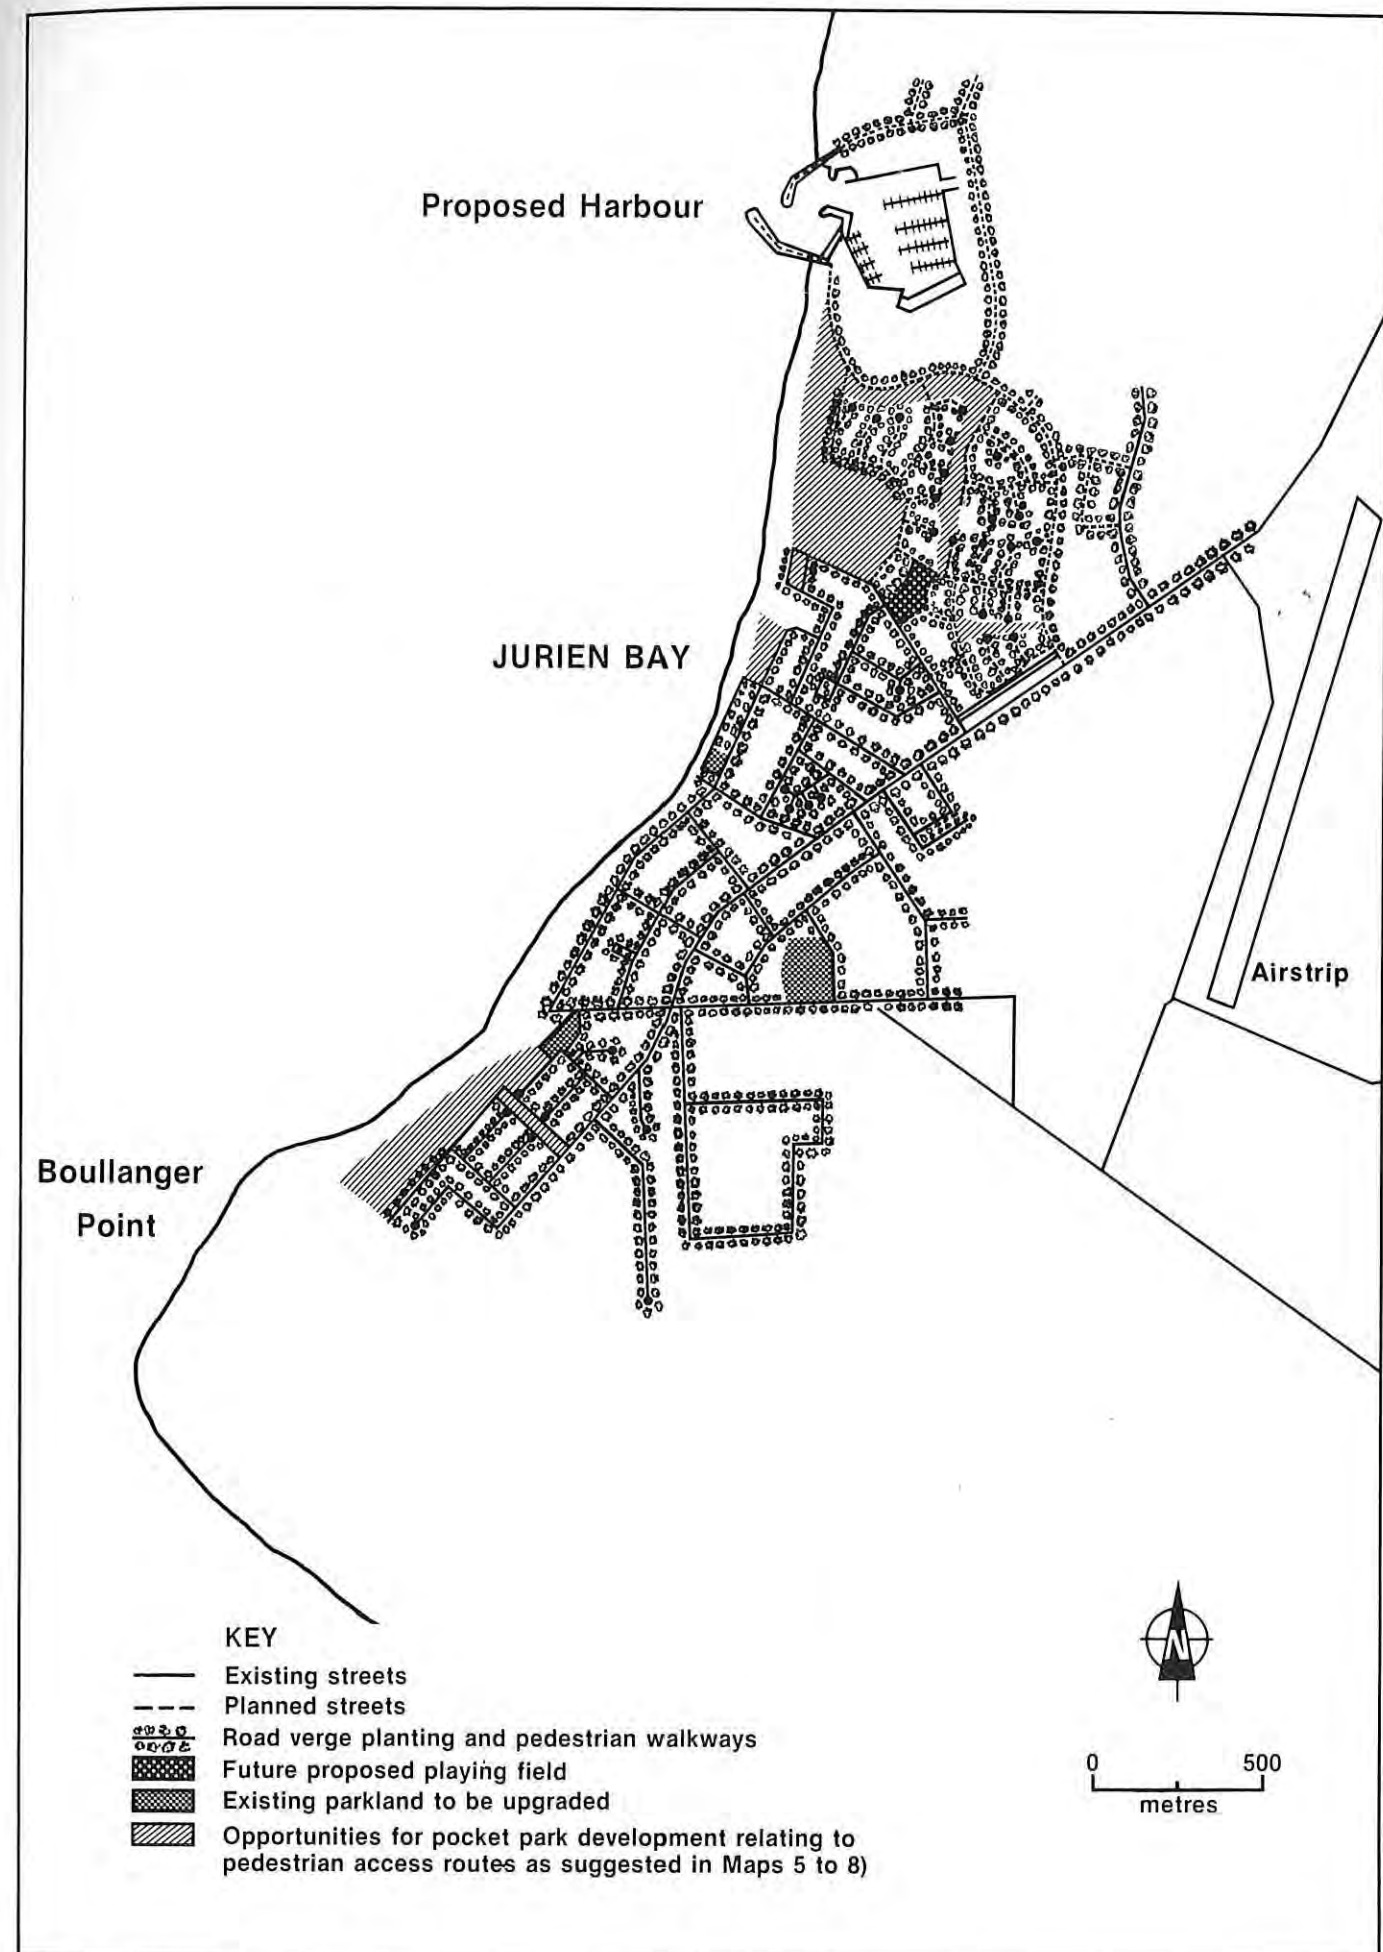 Proposed Harbour
JURIEN BAY
Airstrip
Boullanger
Point
KEY
Existing streets
Planned streets
Road verge planting and pedestrian walkways
Future proposed playing field
Existing parkland to be upgraded
Opportunities for pocket park development relating to
pedestrian access routes as suggested in Maps 5 to 8)
N
0 500
metres